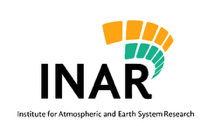 INAR
Institute for Atmospheric and Earth System Research